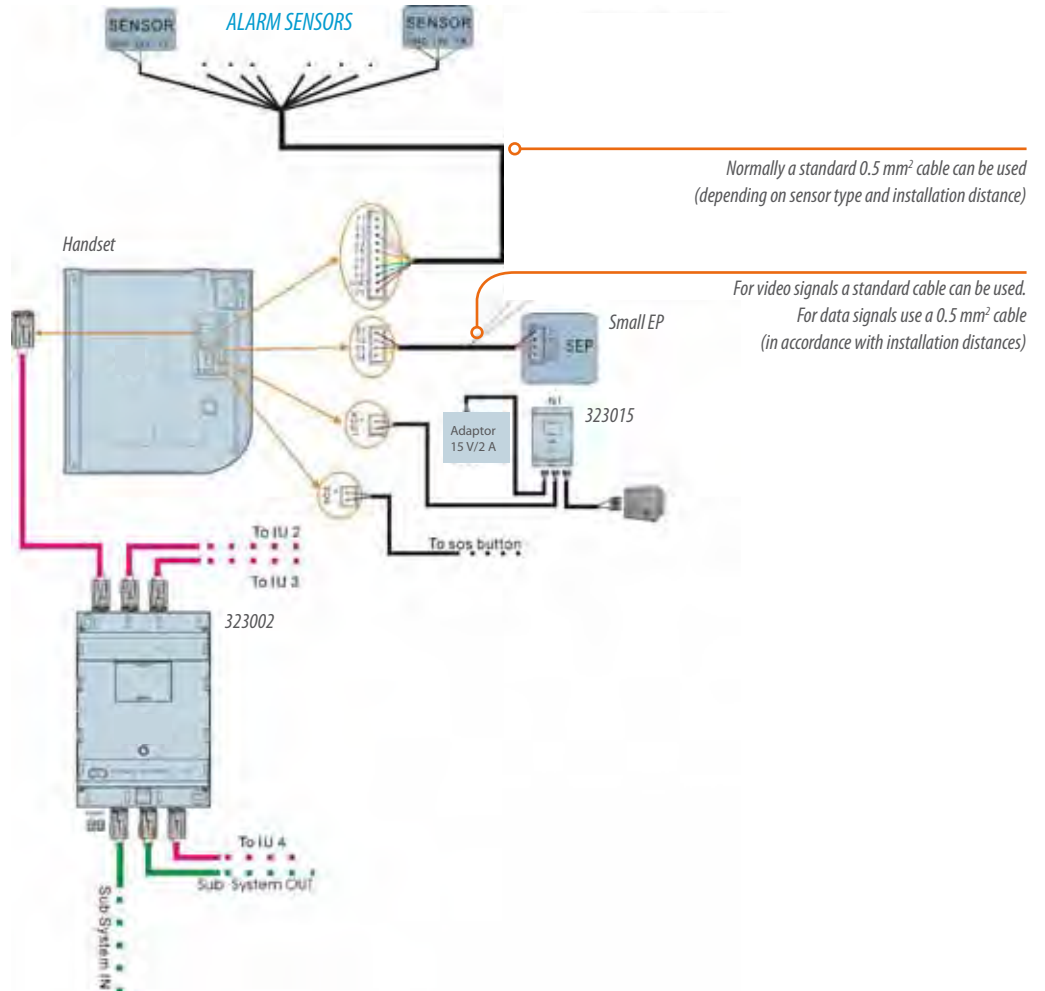 SENSOR
ALARM SENSORS
SENSOR
Normally a standard 0.5 mm² cable can be used
(depending on sensor type and installation distance)
Handset
For video signals a standard cable can be used.
For data signals use a 0.5 mm² cable
(in accordance with installation distances)
Small EP
SEP
323015
Adaptor
15 V/2 A
To IU 2
To sos button
To IU 3
323002
To IU 4
Sub System OUT
Sub System IN